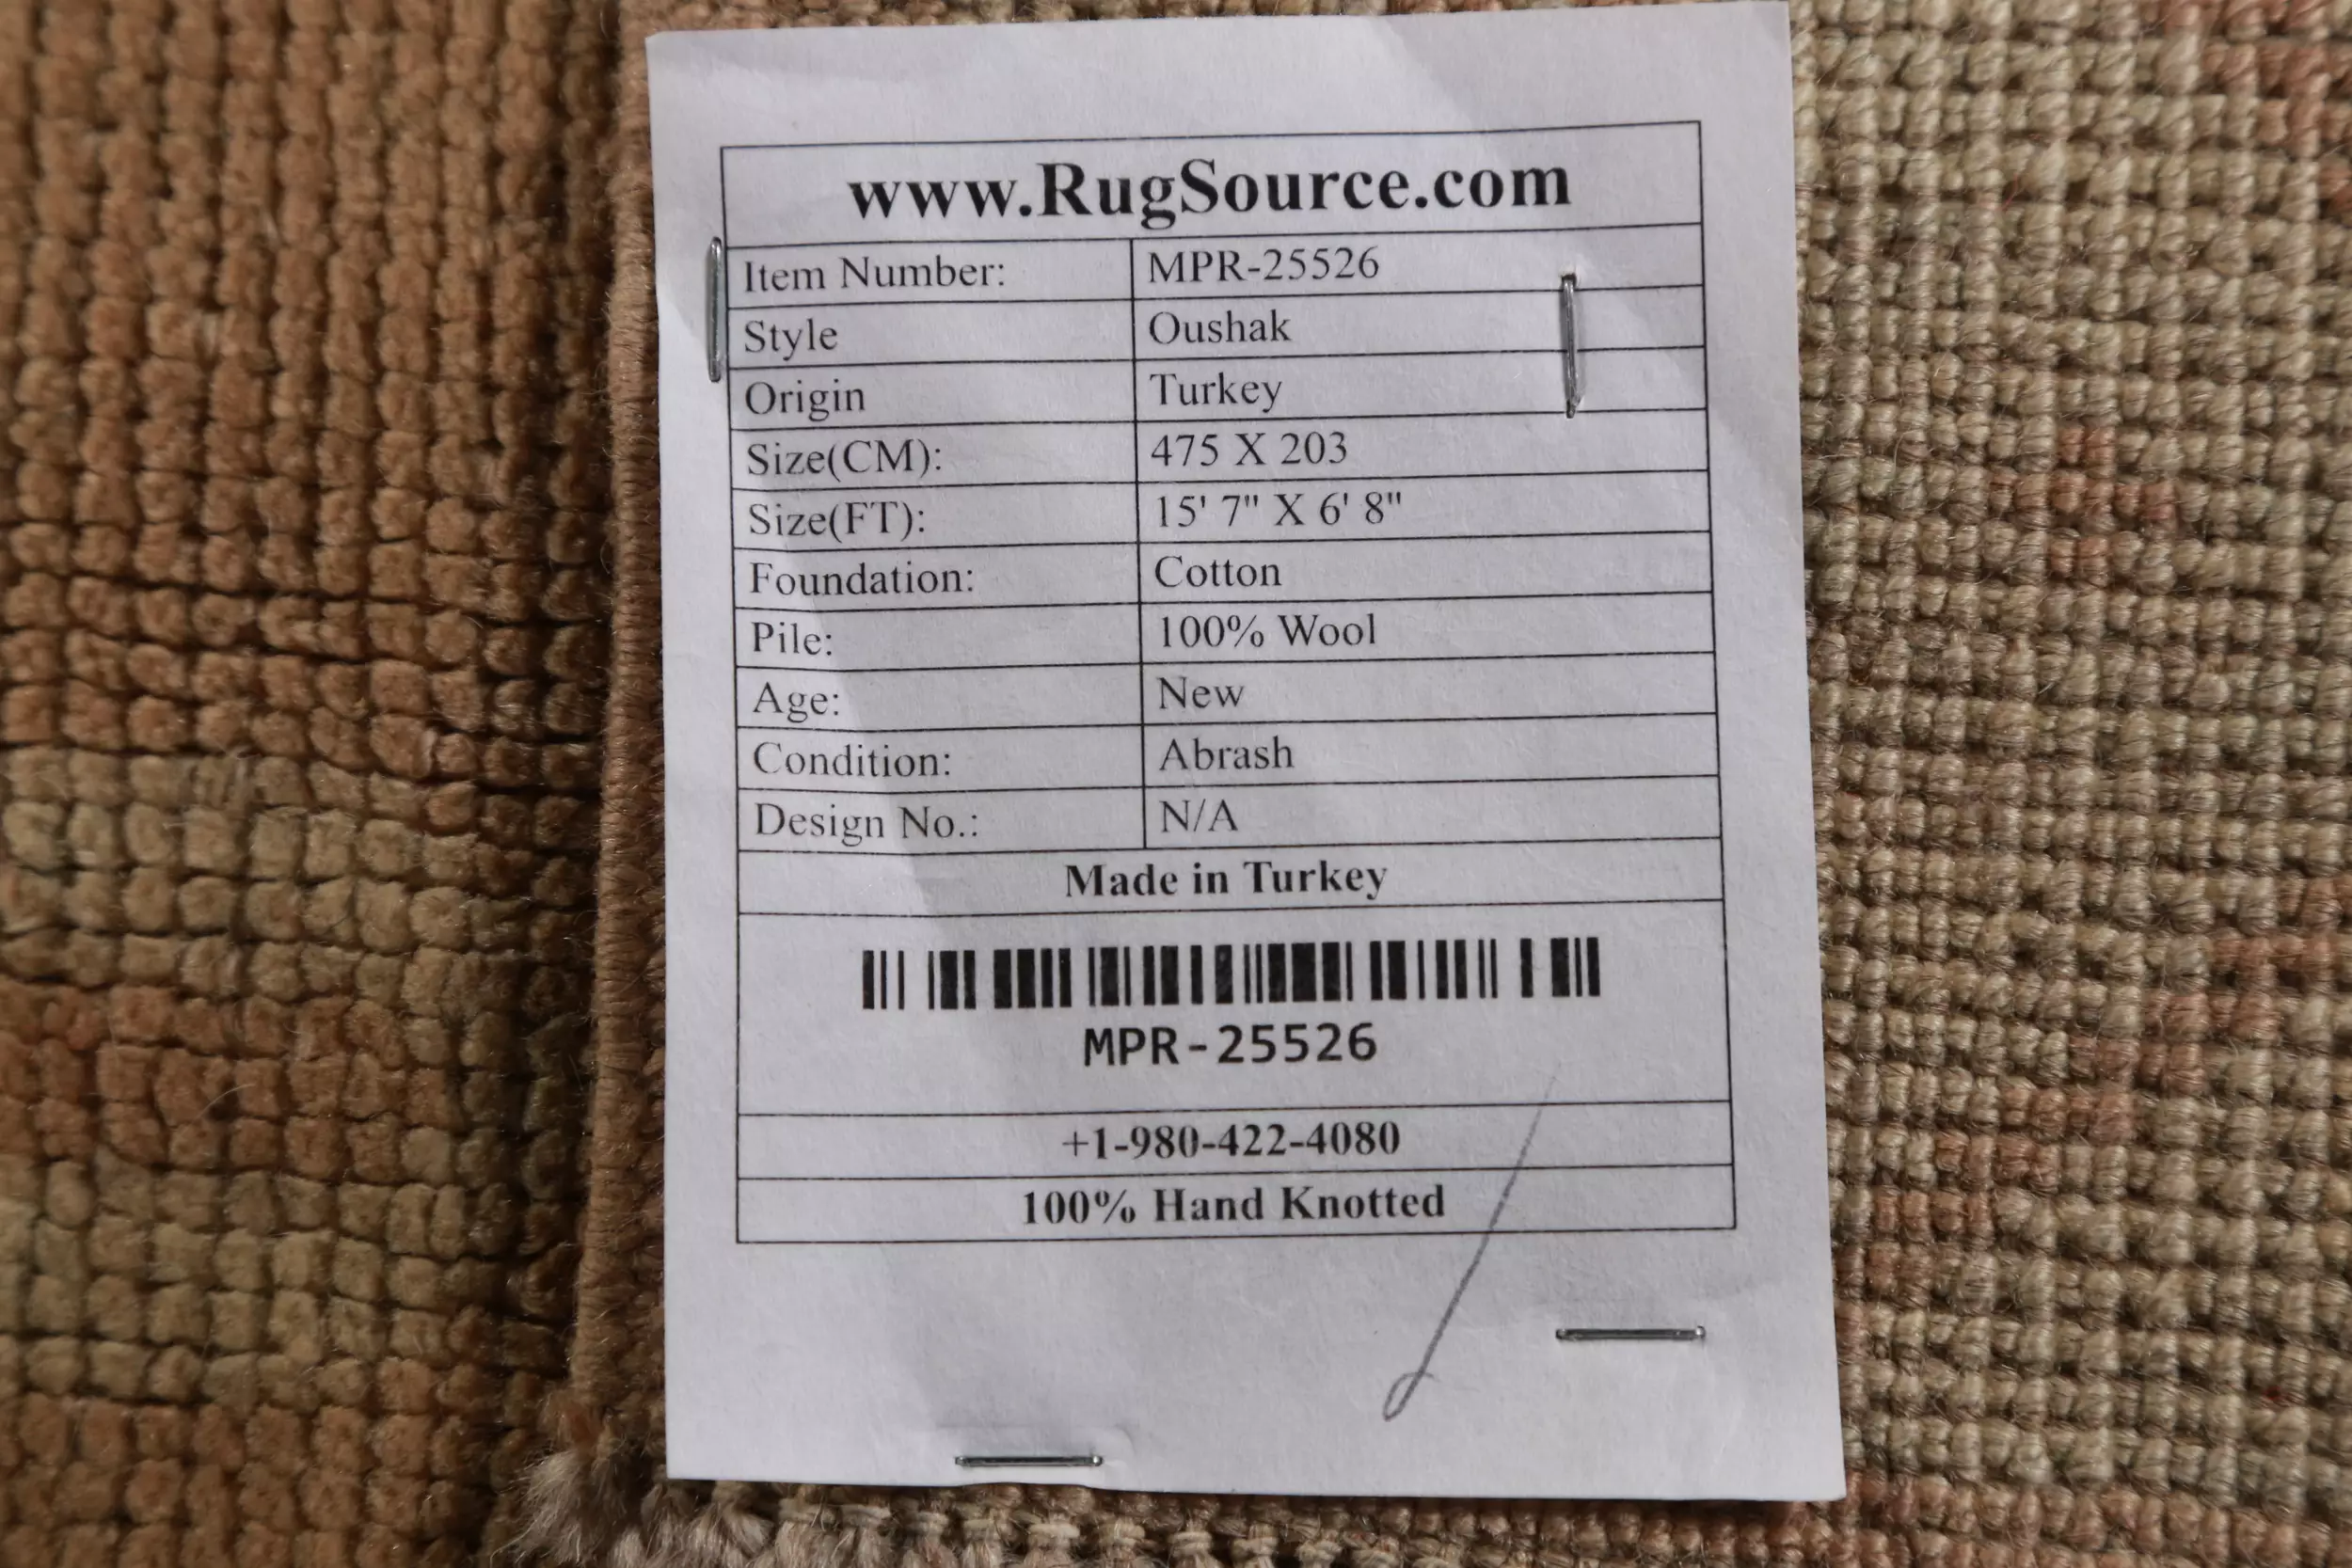 www.RugSource.com
Item Number: MPR-25526
Style Oushak
Origin Turkey
Size(CM): 475 X 203
Size(FT): 15' 7" X 6' 8"
Foundation: Cotton
Pile: 100% Wool
Age: New
Condition: Abrash
Design No.: N/A
Made in Turkey
MPR-25526
+1-980-422-4080
100% Hand Knotted